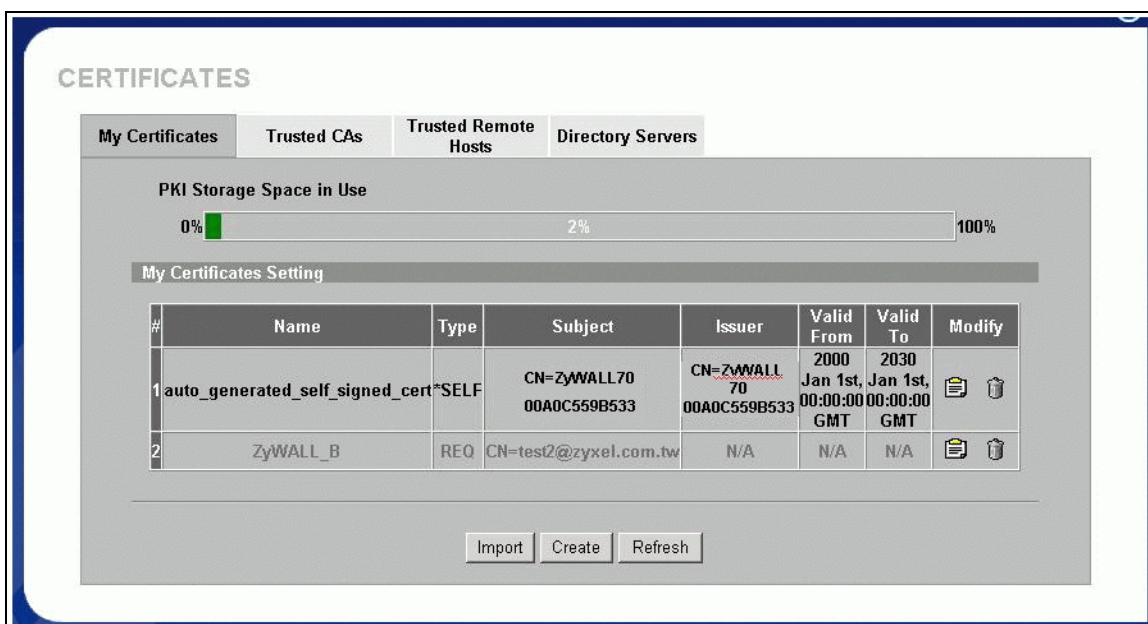 CERTIFICATES
My Certificates
Trusted CAs
Trusted Remote
Hosts
Directory Servers
PKI Storage Space in Use
0%
2%
100%
My Certificates Setting
# Name Type Subject Issuer Valid From Valid To Modify
1 auto_generated_self_signed_cert *SELF CN=ZyWALL70 00A0C559B533 CN=ZyWALL 70 00A0C559B533 2000 Jan 1st, 00:00:00 GMT 2030 Jan 1st, 00:00:00 GMT
2 ZyWALL_B REQ CN=test2@zyxel.com.tw N/A N/A N/A
Import Create Refresh